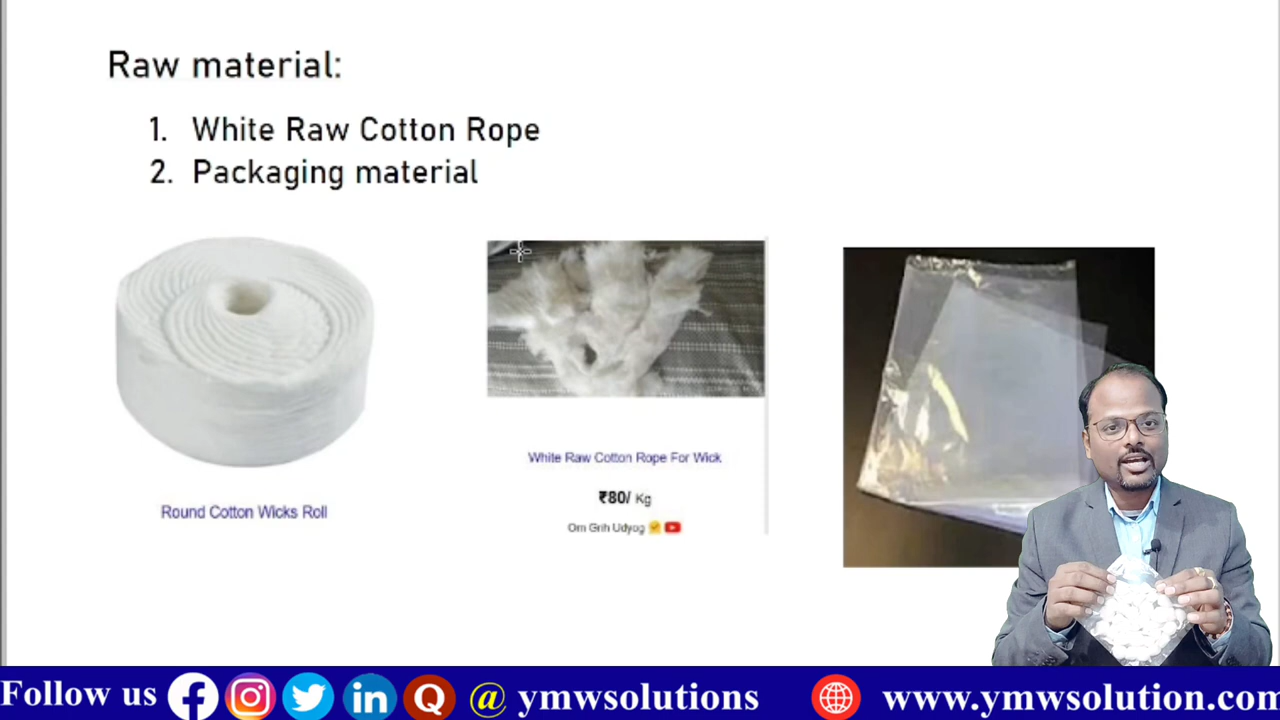 Raw material:
1. White Raw Cotton Rope
2. Packaging material
Round Cotton Wicks Roll
White Raw Cotton Rope For Wick
₹80/ Kg
Om Grih Udyog
Follow us @ ymwsolutions www.ymwsolution.com